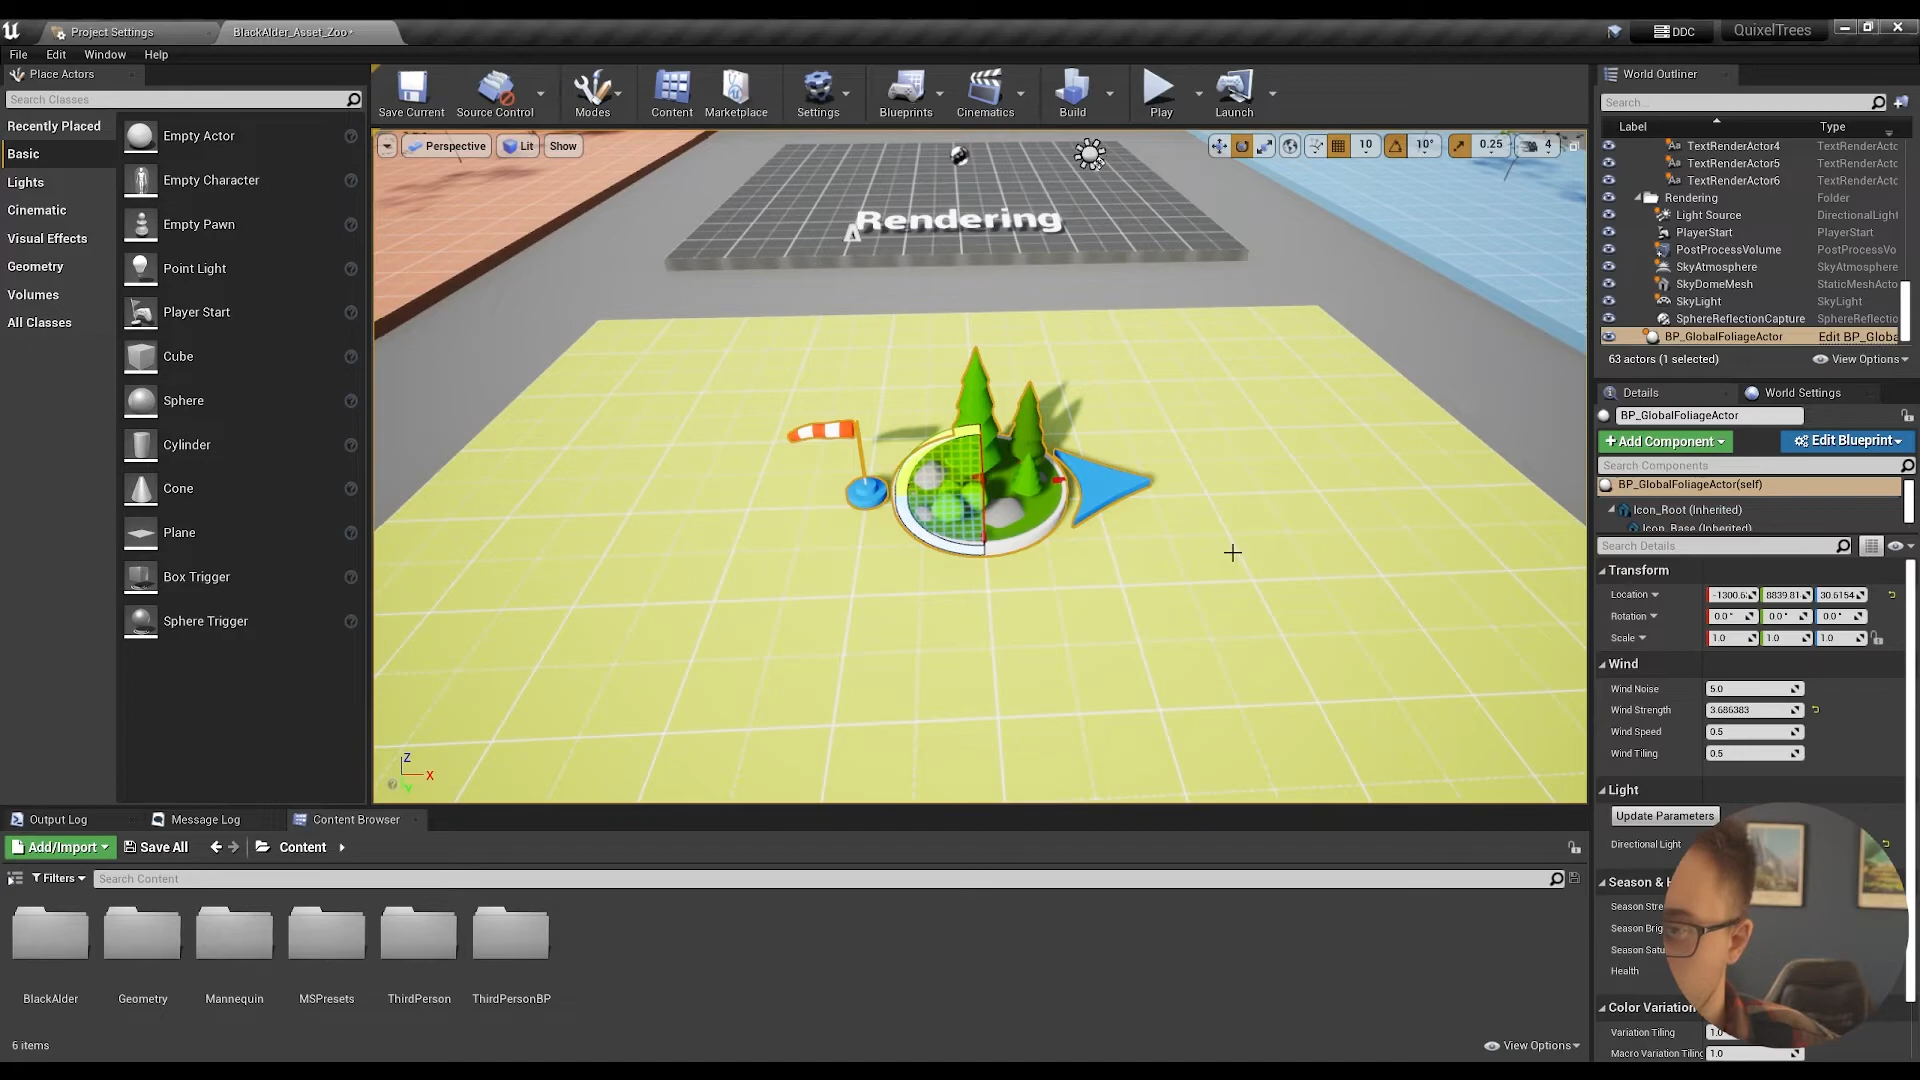 Project Settings
BlackAlder_Asset_Zoo*
DDC
QuixelTrees
File Edit Window Help
Place Actors
Search Classes
Recently Placed
Basic
Lights
Cinematic
Visual Effects
Geometry
Volumes
All Classes
Empty Actor
Empty Character
Empty Pawn
Point Light
Player Start
Cube
Sphere
Cylinder
Cone
Plane
Box Trigger
Sphere Trigger
Save Current
Source Control
Modes
Content
Marketplace
Settings
Blueprints
Cinematics
Build
Play
Launch
Perspective
Lit
Show
10
10°
0.25
4
Rendering
Z
X
Y
World Outliner
Search...
Label Type
TextRenderActor4 TextRenderActo
TextRenderActor5 TextRenderActo
TextRenderActor6 TextRenderActo
Rendering Folder
Light Source DirectionalLight
PlayerStart PlayerStart
PostProcessVolume PostProcessVo
SkyAtmosphere SkyAtmosphere
SkyDomeMesh StaticMeshActo
SkyLight SkyLight
SphereReflectionCapture SphereReflectio
BP_GlobalFoliageActor Edit BP_Globa
63 actors (1 selected)
View Options
Details
World Settings
BP_GlobalFoliageActor
+Add Component
Edit Blueprint
Search Components
BP_GlobalFoliageActor(self)
Icon_Root (Inherited)
Icon_Base (Inherited)
Search Details
Transform
Location -1300.6 8839.81 30.6154
Rotation 0.0 ° 0.0 ° 0.0 °
Scale 1.0 1.0 1.0
Wind
Wind Noise 5.0
Wind Strength 3.686383
Wind Speed 0.5
Wind Tiling 0.5
Light
Update Parameters
Directional Light
Season & H
Season Stre
Season Brig
Season Satu
Health
Color Variation
Variation Tiling 1.0
Macro Variation Tiling 1.0
Output Log
Message Log
Content Browser
Add/Import
Save All
Content
Filters
Search Content
BlackAlder
Geometry
Mannequin
MSPresets
ThirdPerson
ThirdPersonBP
6 items
View Options